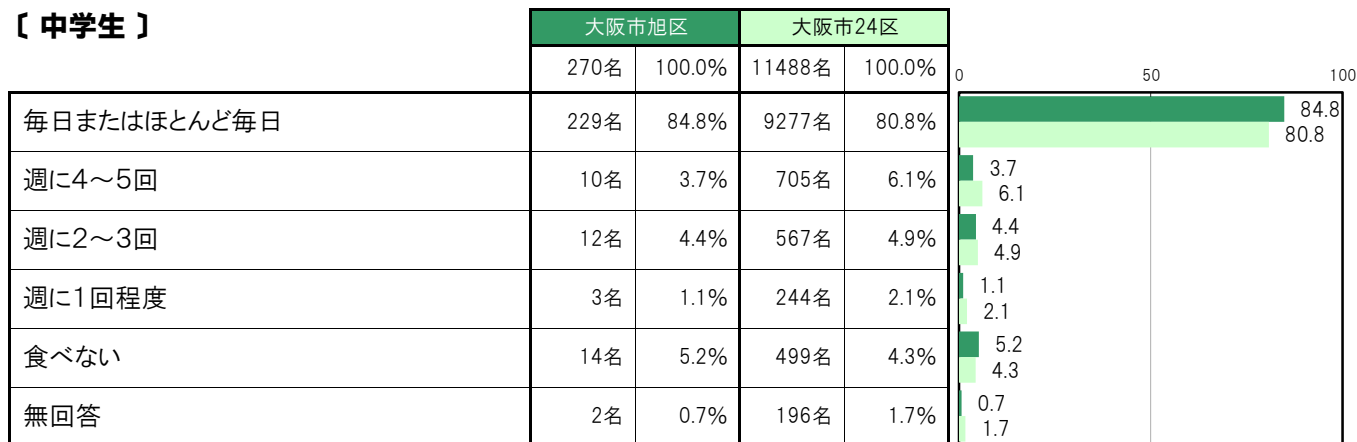 〔 中学生 〕
大阪市旭区 大阪市24区
270名 100.0% 11488名 100.0%
0 50 100
毎日またはほとんど毎日 229名 84.8% 9277名 80.8%
84.8
80.8
週に4～5回 10名 3.7% 705名 6.1%
3.7
6.1
週に2～3回 12名 4.4% 567名 4.9%
4.4
4.9
週に1回程度 3名 1.1% 244名 2.1%
1.1
2.1
食べない 14名 5.2% 499名 4.3%
5.2
4.3
無回答 2名 0.7% 196名 1.7%
0.7
1.7